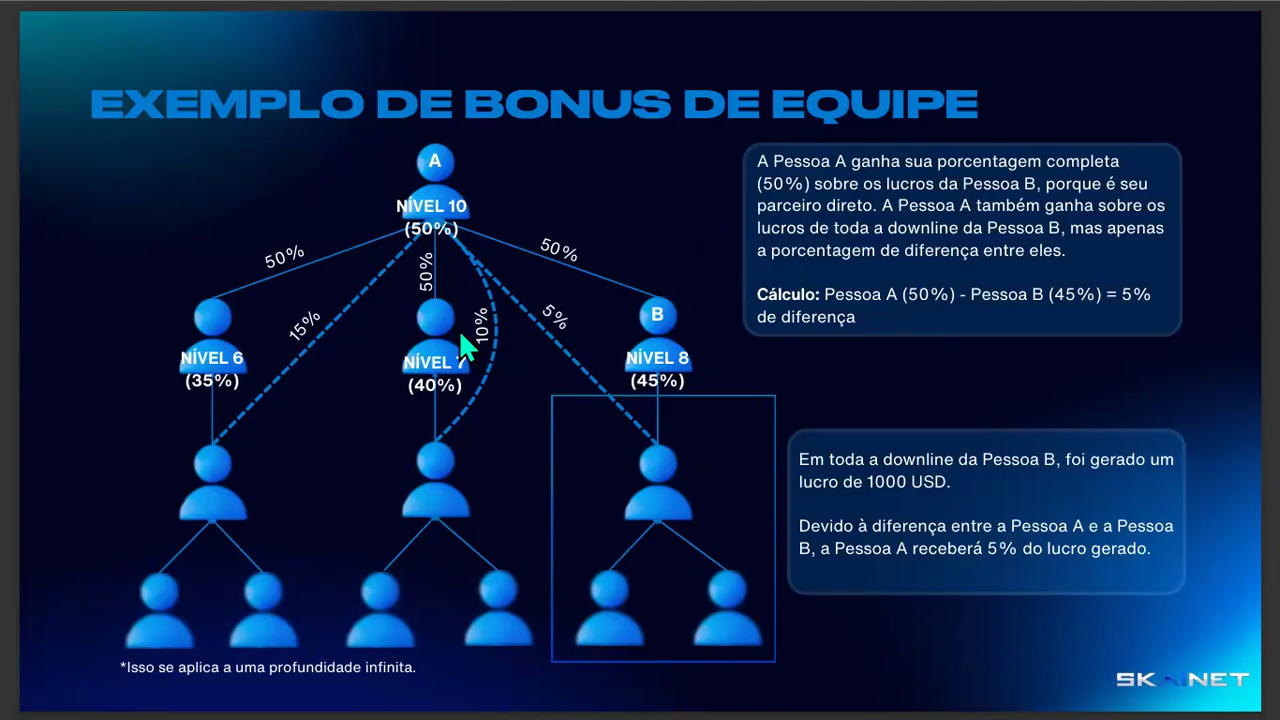 EXEMPLO DE BONUS DE EQUIPE
A
NÍVEL 10
(50%)
50%
50%
50%
15%
10%
5%
B
NÍVEL 6
(35%)
NÍVEL 7
(40%)
NÍVEL 8
(45%)
A Pessoa A ganha sua porcentagem completa
(50%) sobre os lucros da Pessoa B, porque é seu
parceiro direto. A Pessoa A também ganha sobre os
lucros de toda a downline da Pessoa B, mas apenas
a porcentagem de diferença entre eles.
Cálculo: Pessoa A (50%) - Pessoa B (45%) = 5%
de diferença
Em toda a downline da Pessoa B, foi gerado um
lucro de 1000 USD.
Devido à diferença entre a Pessoa A e a Pessoa
B, a Pessoa A receberá 5% do lucro gerado.
*Isso se aplica a uma profundidade infinita.
SKAINET